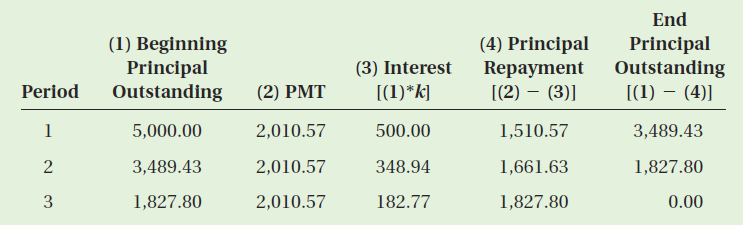 End
(1) Beginning (4) Principal Principal
Principal (3) Interest Repayment Outstanding
Period Outstanding (2) PMT [(1)*k] [(2) − (3)] [(1) − (4)]
1 5,000.00 2,010.57 500.00 1,510.57 3,489.43
2 3,489.43 2,010.57 348.94 1,661.63 1,827.80
3 1,827.80 2,010.57 182.77 1,827.80 0.00